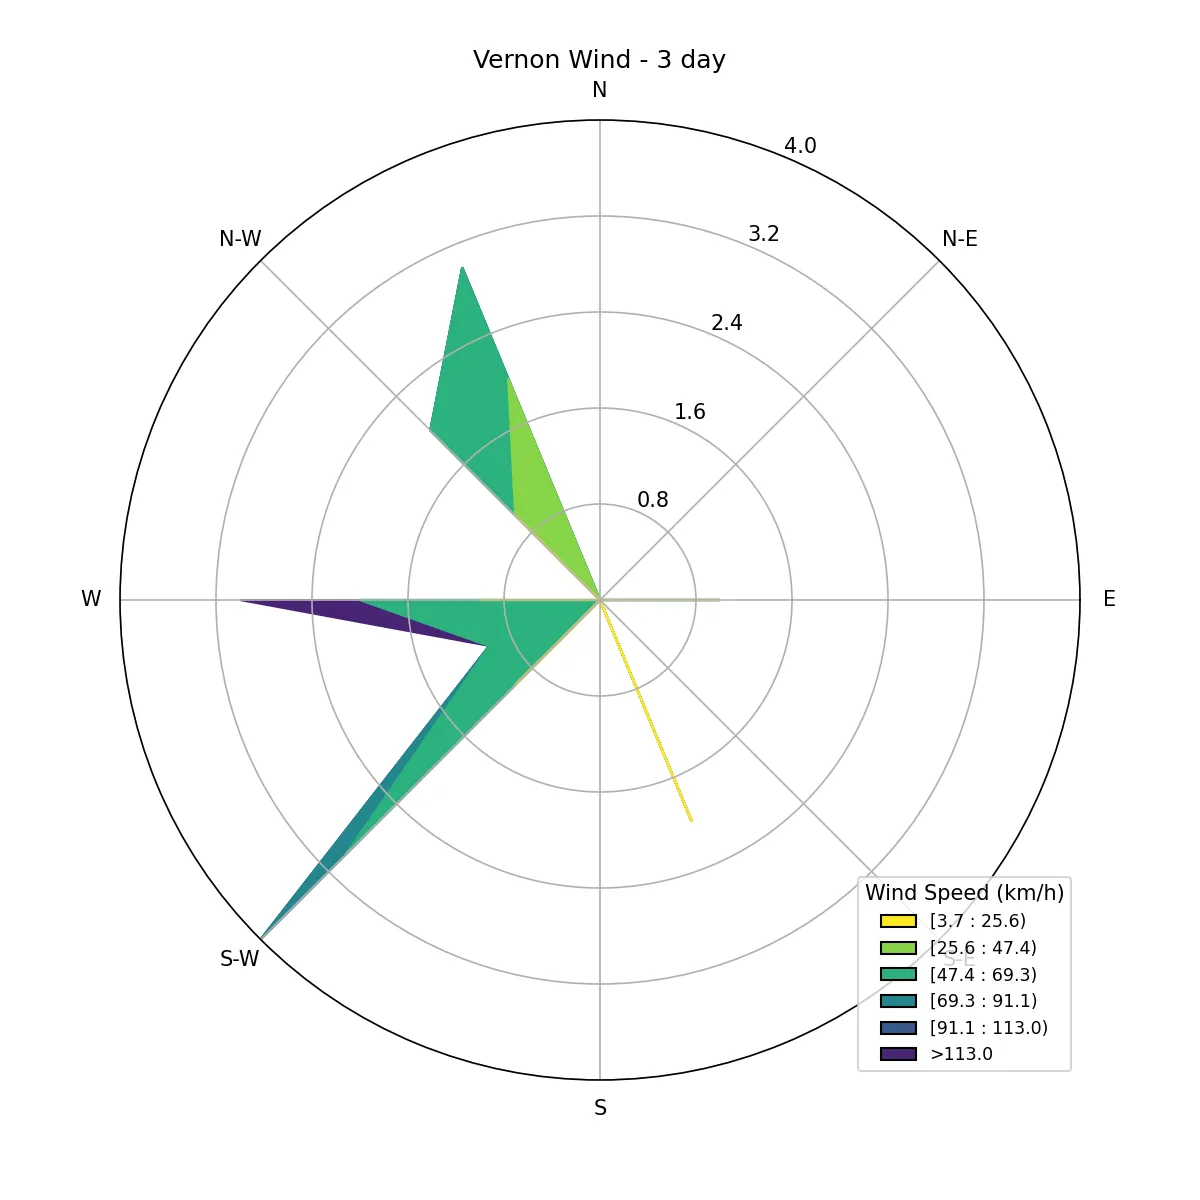 Vernon Wind - 3 day
N
4.0
N-W
N-E
3.2
2.4
1.6
0.8
W
E
S-W
S-E
S
Wind Speed (km/h)
[3.7 : 25.6)
[25.6 : 47.4)
[47.4 : 69.3)
[69.3 : 91.1)
[91.1 : 113.0)
>113.0